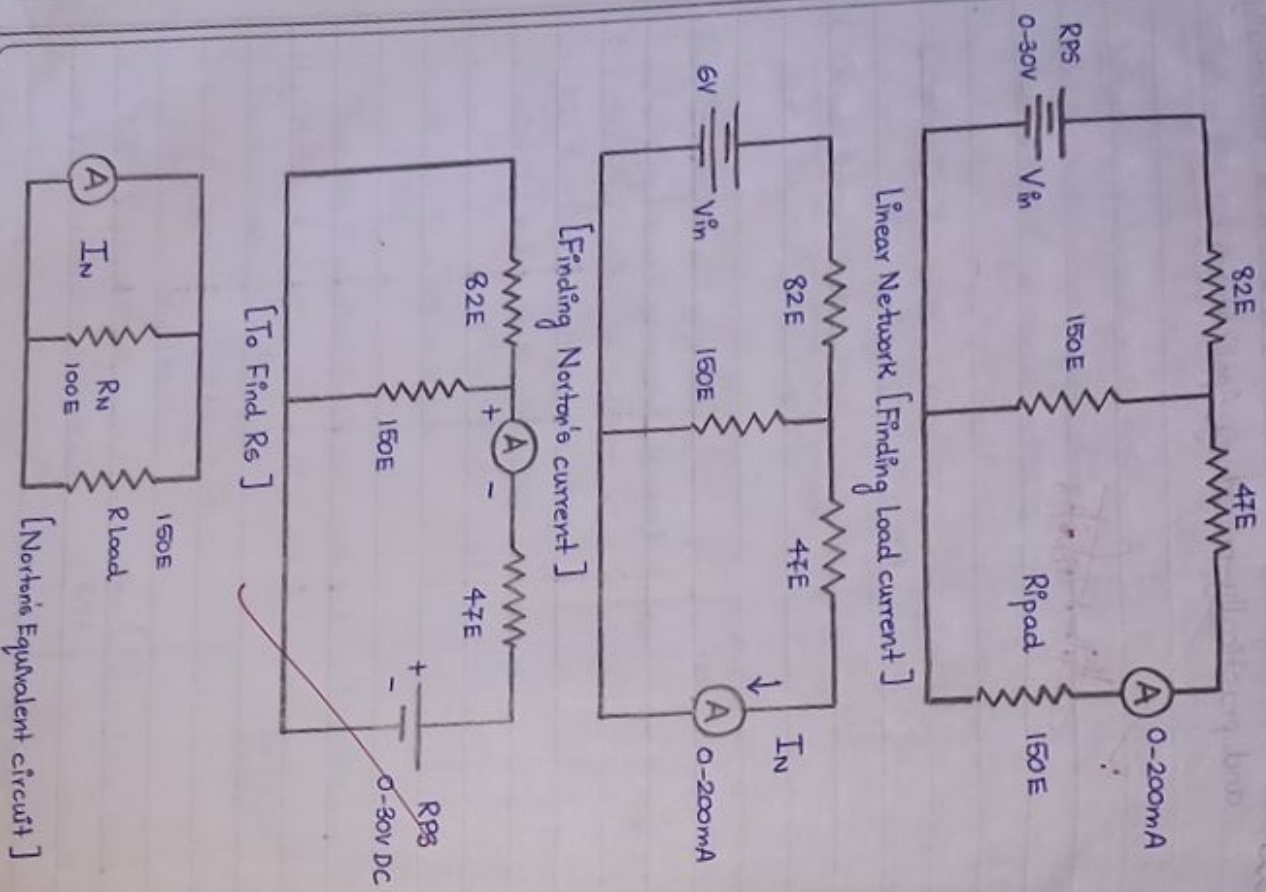 82E
47E
RPS
0-30V
Vin
150E
0-200mA
A
Ripad
150E
Linear Network [Finding Load current]
82E
47E
6V
Vin
150E
IN
A
0-200mA
[Finding Norton's current]
82E
+ A -
47E
150E
+
-
RPS
0-30V DC
[To Find Rs]
A
IN
RN
100E
150E
RLoad
[Norton's Equivalent circuit]